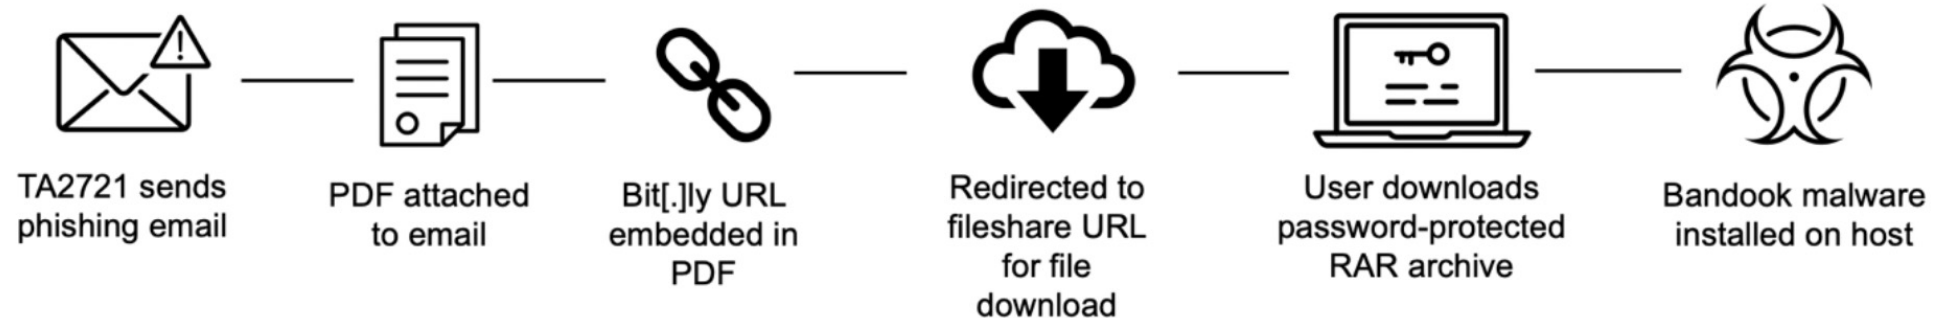 TA2721 sends
phishing email
PDF attached
to email
Bit[.]ly URL
embedded in
PDF
Redirected to
fileshare URL
for file
download
User downloads
password-protected
RAR archive
Bandook malware
installed on host